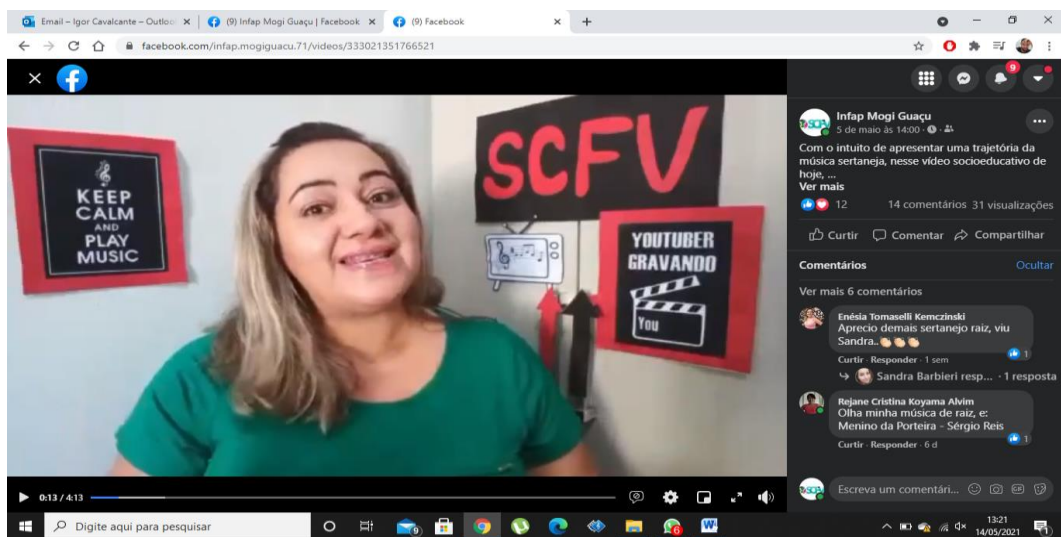 Email – Igor Cavalcante – Outloo
(9) Infap Mogi Guaçu | Facebook
(9) Facebook
facebook.com/infap.mogiguacu.71/videos/333021351766521
KEEP
CALM
AND
PLAY
MUSIC
SCFV
YOUTUBER
GRAVANDO
You
0:13 / 4:13
9
Infap Mogi Guaçu
5 de maio às 14:00
Com o intuito de apresentar uma trajetória da
música sertaneja, nesse vídeo socioeducativo de
hoje, ...
Ver mais
12 14 comentários 31 visualizações
Curtir Comentar Compartilhar
Comentários Ocultar
Ver mais 6 comentários
Enésia Tomaselli Kemczinski
Aprecio demais sertanejo raiz, viu
Sandra..
1
Curtir · Responder · 1 sem
Sandra Barbieri resp... · 1 resposta
Rejane Cristina Koyama Alvim
Olha minha música de raiz, e:
Menino da Porteira - Sérgio Reis
1
Curtir · Responder · 6 d
Escreva um comentári...
GIF
Digite aqui para pesquisar
13:21
14/05/2021